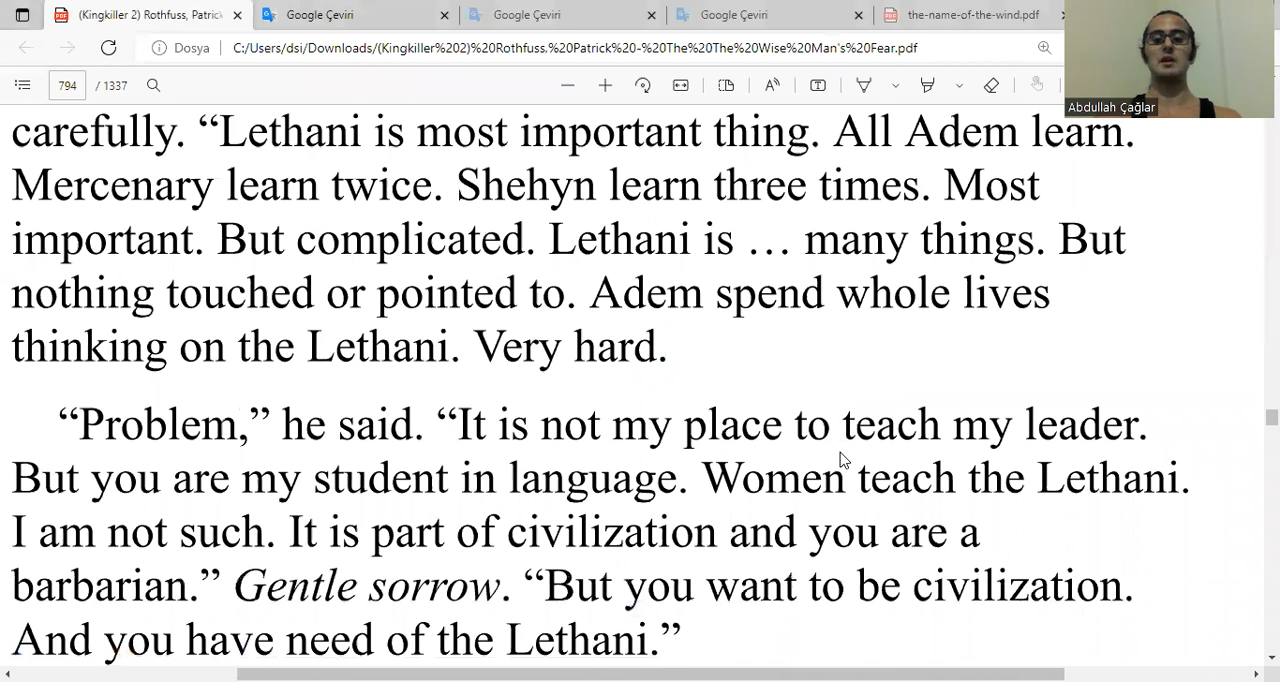 (Kingkiller 2) Rothfuss, Patrick
Google Çeviri
Google Çeviri
Google Çeviri
the-name-of-the-wind.pdf
Dosya
C:/Users/dsi/Downloads/(Kingkiller%202)%20Rothfuss,%20Patrick%20-%20The%20The%20Wise%20Man's%20Fear.pdf
794 / 1337
Abdullah Çağlar
carefully. “Lethani is most important thing. All Adem learn.
Mercenary learn twice. Shehyn learn three times. Most
important. But complicated. Lethani is … many things. But
nothing touched or pointed to. Adem spend whole lives
thinking on the Lethani. Very hard.
“Problem,” he said. “It is not my place to teach my leader.
But you are my student in language. Women teach the Lethani.
I am not such. It is part of civilization and you are a
barbarian.” Gentle sorrow. “But you want to be civilization.
And you have need of the Lethani.”